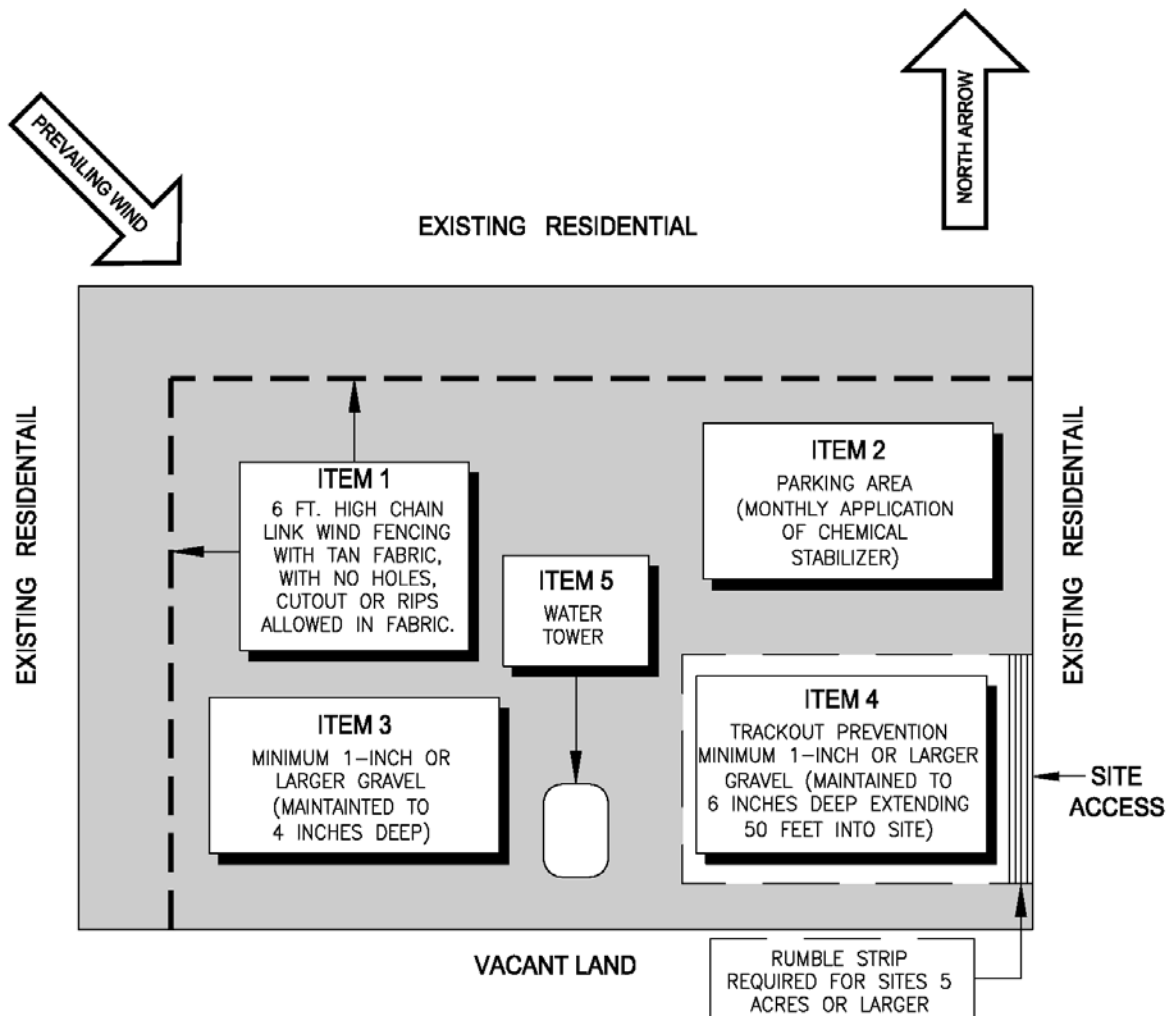 PREVAILING WIND
NORTH ARROW
EXISTING RESIDENTIAL
EXISTING RESIDENTAIL
ITEM 1
6 FT. HIGH CHAIN
LINK WIND FENCING
WITH TAN FABRIC,
WITH NO HOLES,
CUTOUT OR RIPS
ALLOWED IN FABRIC.
ITEM 2
PARKING AREA
(MONTHLY APPLICATION
OF CHEMICAL
STABILIZER)
EXISTING RESIDENTAIL
ITEM 5
WATER
TOWER
ITEM 3
MINIMUM 1-INCH OR
LARGER GRAVEL
(MAINTAINTED TO
4 INCHES DEEP)
ITEM 4
TRACKOUT PREVENTION
MINIMUM 1-INCH OR LARGER
GRAVEL (MAINTAINED TO
6 INCHES DEEP EXTENDING
50 FEET INTO SITE)
SITE
ACCESS
VACANT LAND
RUMBLE STRIP
REQUIRED FOR SITES 5
ACRES OR LARGER